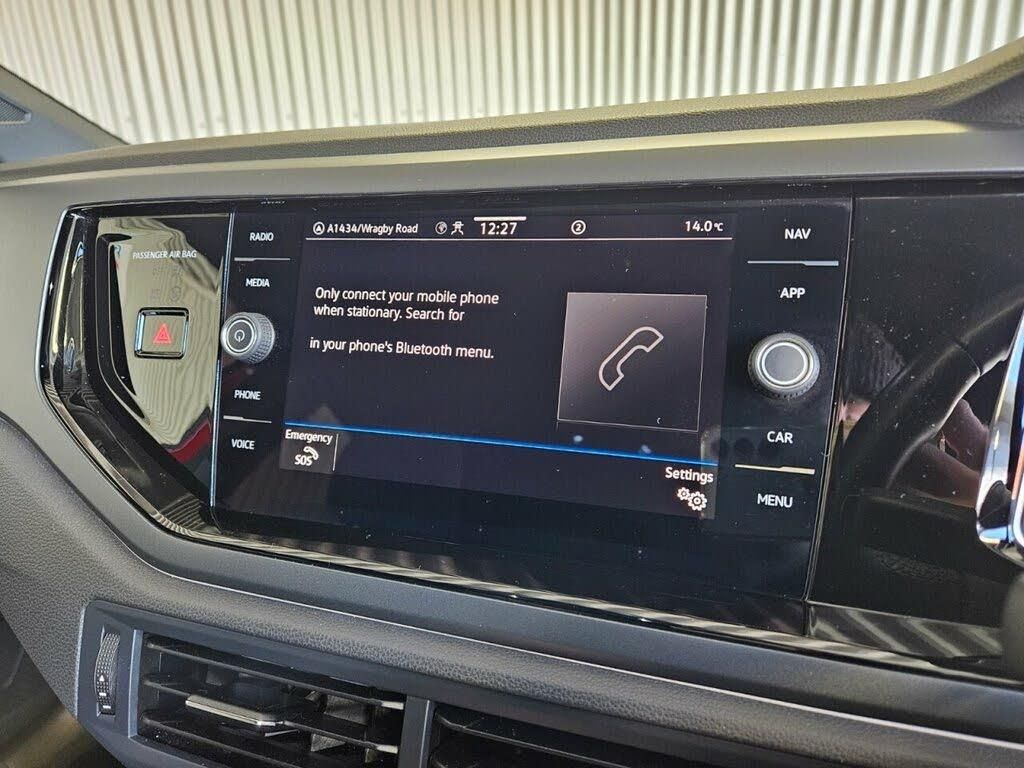 PASSENGER AIR BAG
RADIO
MEDIA
PHONE
VOICE
A1434/Wragby Road
12:27
2
14.0°C
Only connect your mobile phone
when stationary. Search for
in your phone's Bluetooth menu.
Emergency
SOS
Settings
NAV
APP
CAR
MENU